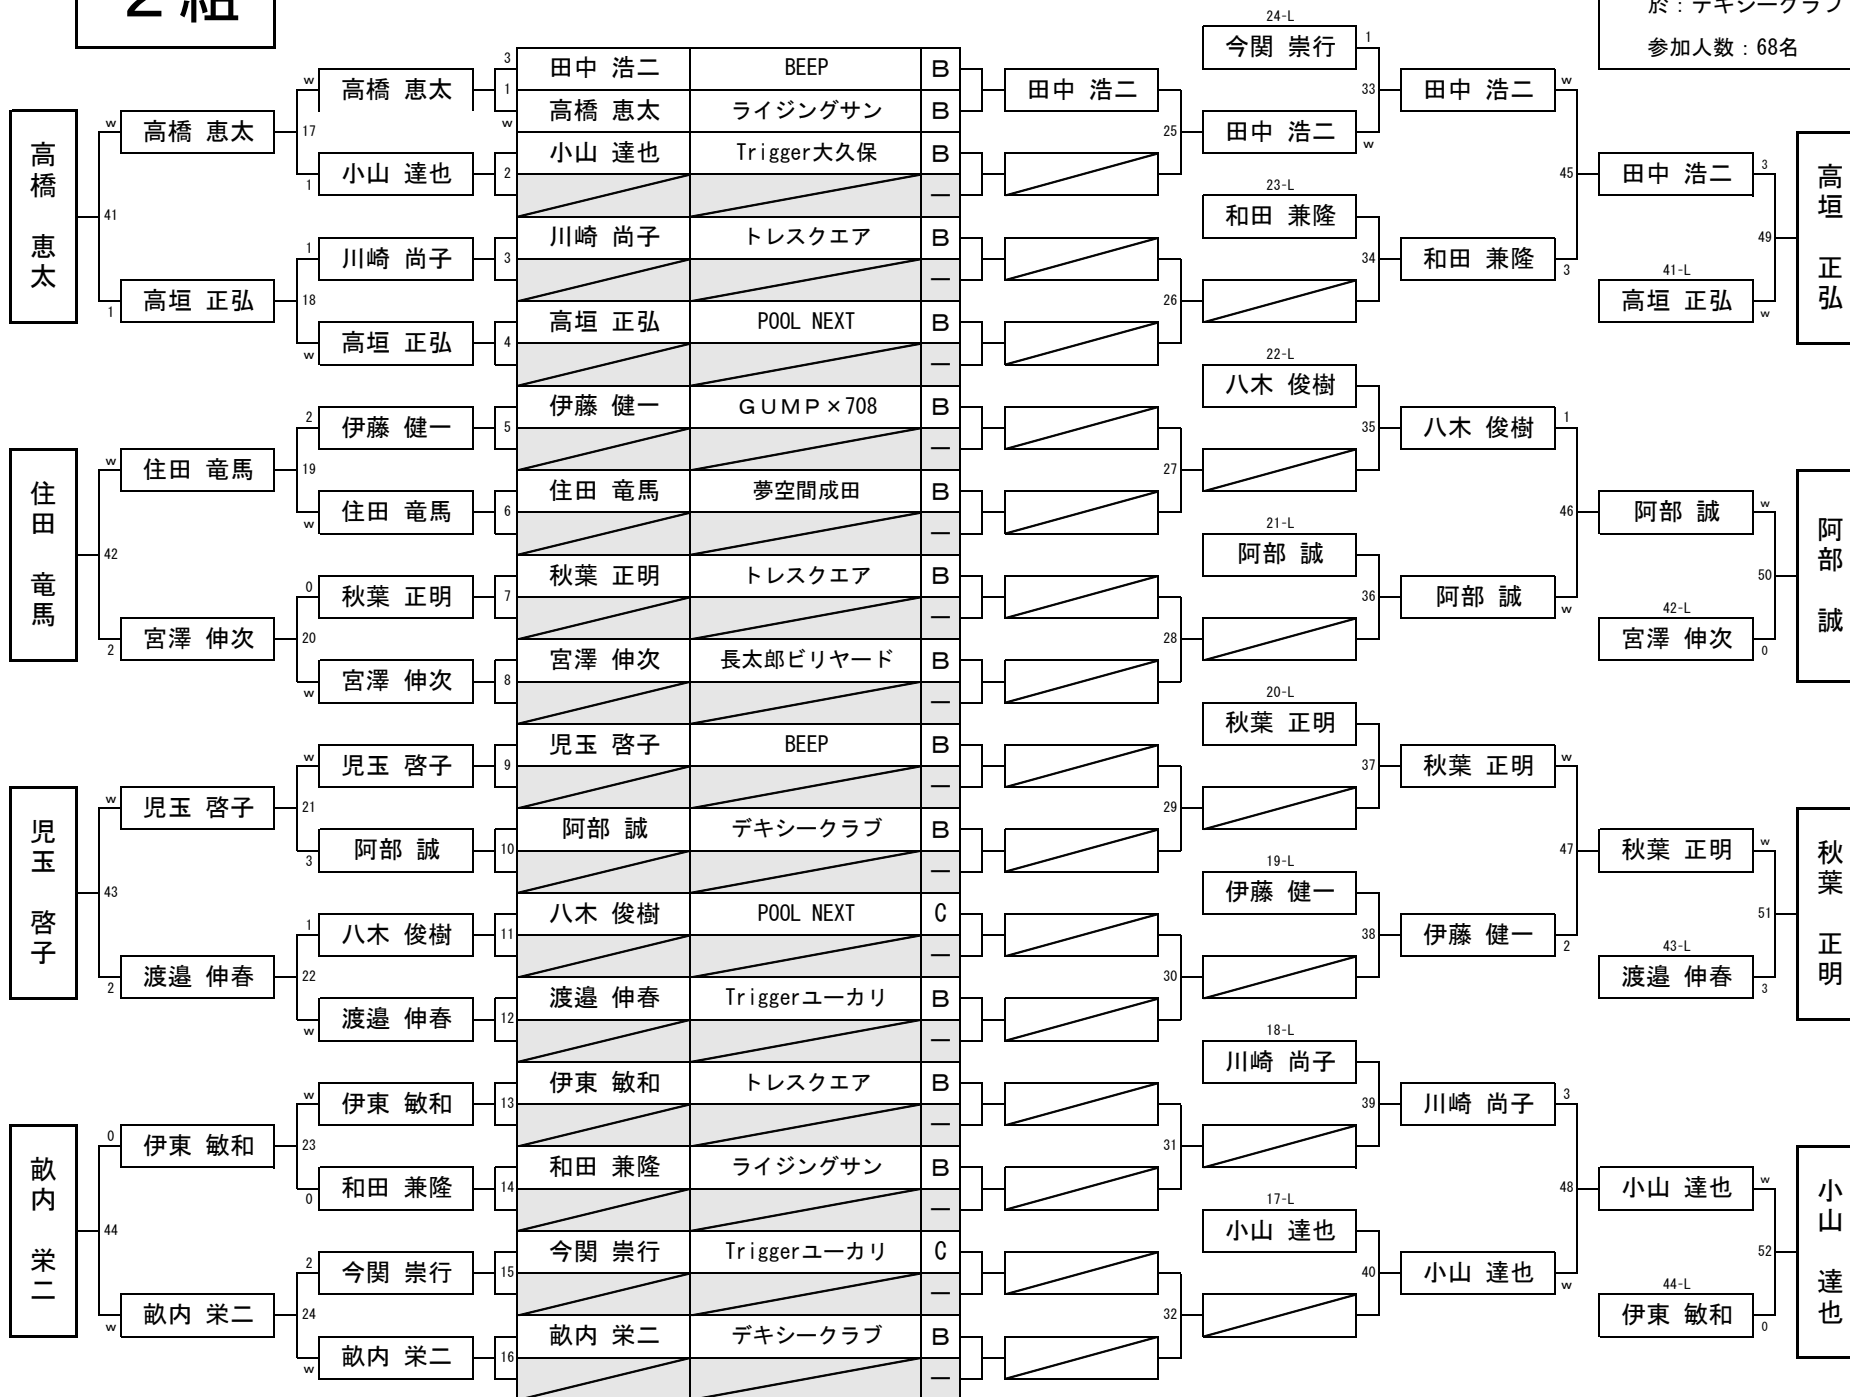 2組
於：デキシークラブ
参加人数：68名
高橋 恵太
住田 竜馬
児玉 啓子
畝内 栄二
w 高橋 恵太
41
1 高垣 正弘
w 住田 竜馬
42
2 宮澤 伸次
w 児玉 啓子
43
2 渡邉 伸春
0 伊東 敏和
44
w 畝内 栄二
w 高橋 恵太
17
1 小山 達也
1 川崎 尚子
18
w 高垣 正弘
2 伊藤 健一
19
w 住田 竜馬
0 秋葉 正明
20
w 宮澤 伸次
w 児玉 啓子
21
3 阿部 誠
1 八木 俊樹
22
w 渡邉 伸春
w 伊東 敏和
23
0 和田 兼隆
2 今関 崇行
24
w 畝内 栄二
3 田中 浩二 BEEP B
1
w 高橋 恵太 ライジングサン B
小山 達也 Trigger大久保 B
2 —
川崎 尚子 トレスクエア B
3 —
高垣 正弘 POOL NEXT B
4 —
伊藤 健一 ＧＵＭＰ×708 B
5 —
住田 竜馬 夢空間成田 B
6 —
秋葉 正明 トレスクエア B
7 —
宮澤 伸次 長太郎ビリヤード B
8 —
児玉 啓子 BEEP B
9 —
阿部 誠 デキシークラブ B
10 —
八木 俊樹 POOL NEXT C
11 —
渡邉 伸春 Triggerユーカリ B
12 —
伊東 敏和 トレスクエア B
13 —
和田 兼隆 ライジングサン B
14 —
今関 崇行 Triggerユーカリ C
15 —
畝内 栄二 デキシークラブ B
16 —
田中 浩二
25
26
27
28
29
30
31
32
24-L
今関 崇行 1
33
田中 浩二 w
23-L
和田 兼隆
34
22-L
八木 俊樹
35
21-L
阿部 誠
36
20-L
秋葉 正明
37
19-L
伊藤 健一
38
18-L
川崎 尚子
39
17-L
小山 達也
40
田中 浩二 w
45
和田 兼隆 3
八木 俊樹 1
46
阿部 誠 w
秋葉 正明 w
47
伊藤 健一 2
川崎 尚子 3
48
小山 達也 w
田中 浩二 3
49
41-L
高垣 正弘 w
阿部 誠 w
50
42-L
宮澤 伸次 0
秋葉 正明 w
51
43-L
渡邉 伸春 3
小山 達也 w
52
44-L
伊東 敏和 0
高垣 正弘
阿部 誠
秋葉 正明
小山 達也